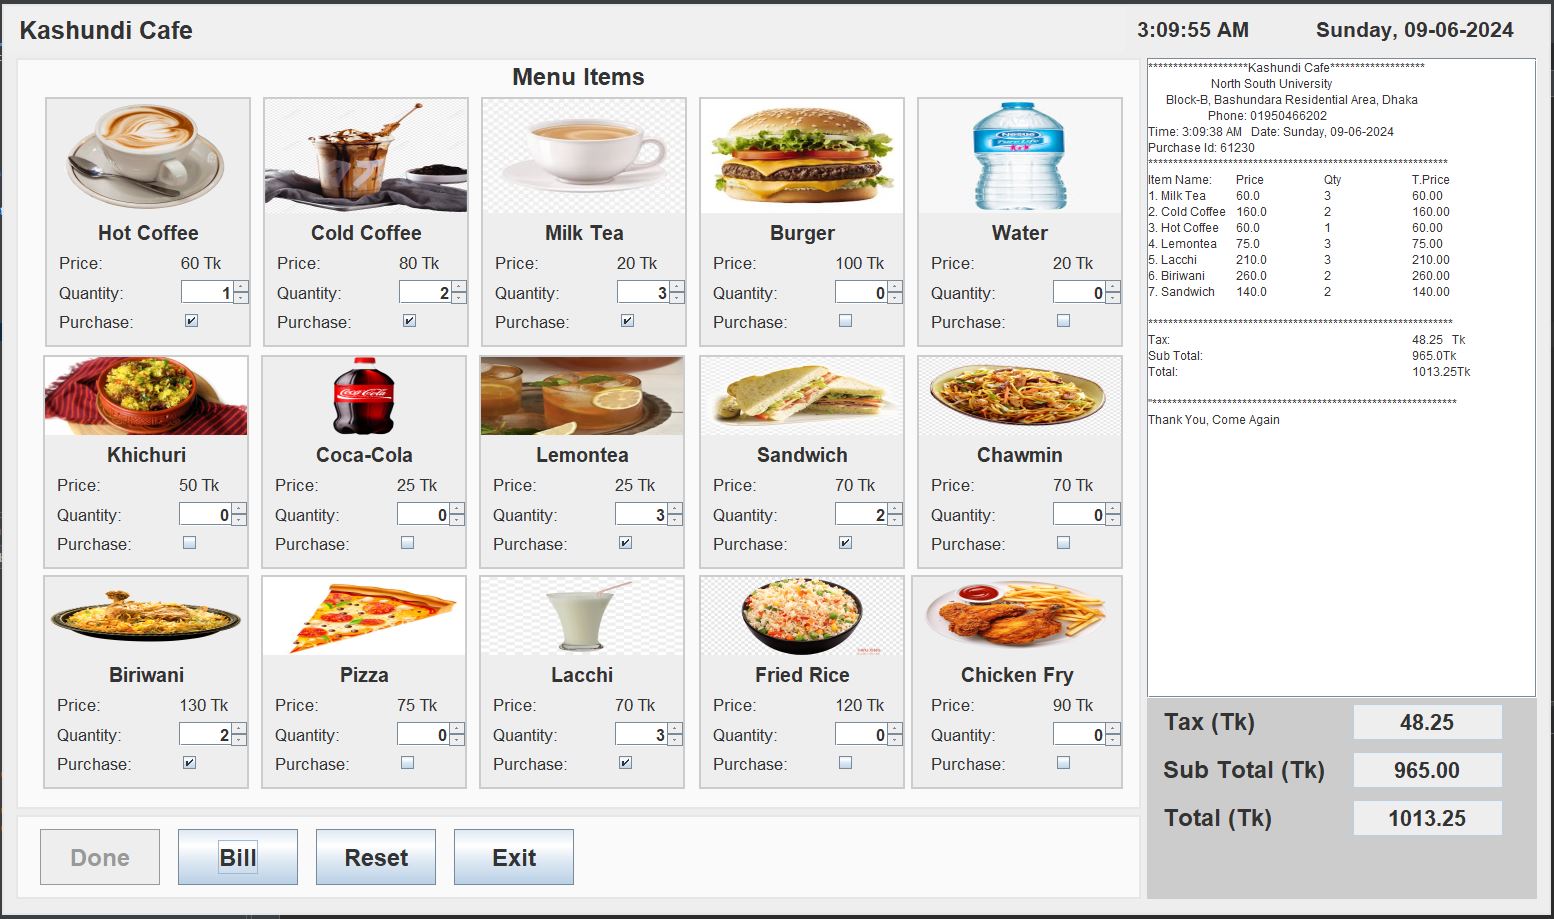 Kashundi Cafe
3:09:55 AM
Sunday, 09-06-2024
Menu Items
Hot Coffee
Price: 60 Tk
Quantity: 1
Purchase:
Cold Coffee
Price: 80 Tk
Quantity: 2
Purchase:
Milk Tea
Price: 20 Tk
Quantity: 3
Purchase:
Burger
Price: 100 Tk
Quantity: 0
Purchase:
Water
Price: 20 Tk
Quantity: 0
Purchase:
Khichuri
Price: 50 Tk
Quantity: 0
Purchase:
Coca-Cola
Coca-Cola
Price: 25 Tk
Quantity: 0
Purchase:
Lemontea
Price: 25 Tk
Quantity: 3
Purchase:
Sandwich
Price: 70 Tk
Quantity: 2
Purchase:
Chawmin
Price: 70 Tk
Quantity: 0
Purchase:
Biriwani
Price: 130 Tk
Quantity: 2
Purchase:
Pizza
Price: 75 Tk
Quantity: 0
Purchase:
Lacchi
Price: 70 Tk
Quantity: 3
Purchase:
Fried Rice
Price: 120 Tk
Quantity: 0
Purchase:
Chicken Fry
Price: 90 Tk
Quantity: 0
Purchase:
Done
Bill
Reset
Exit
*******************Kashundi Cafe******************
North South University
Block-B, Bashundara Residential Area, Dhaka
Phone: 01950466202
Time: 3:09:38 AM Date: Sunday, 09-06-2024
Purchase Id: 61230
*********************************************************
Item Name: Price Qty T.Price
1. Milk Tea 60.0 3 60.00
2. Cold Coffee 160.0 2 160.00
3. Hot Coffee 60.0 1 60.00
4. Lemontea 75.0 3 75.00
5. Lacchi 210.0 3 210.00
6. Biriwani 260.0 2 260.00
7. Sandwich 140.0 2 140.00
**********************************************************
Tax: 48.25 Tk
Sub Total: 965.0Tk
Total: 1013.25Tk
"**********************************************************
Thank You, Come Again
Tax (Tk) 48.25
Sub Total (Tk) 965.00
Total (Tk) 1013.25